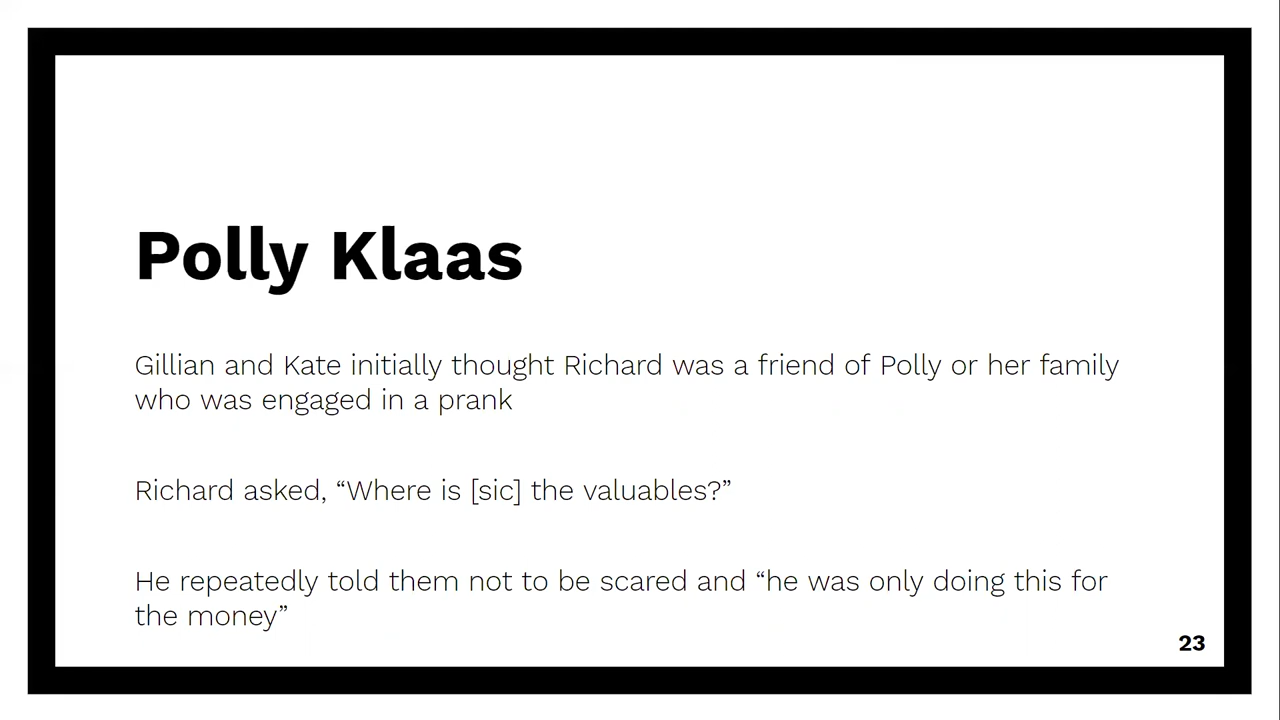 Polly Klaas
Gillian and Kate initially thought Richard was a friend of Polly or her family
who was engaged in a prank
Richard asked, “Where is [sic] the valuables?”
He repeatedly told them not to be scared and “he was only doing this for
the money”
23